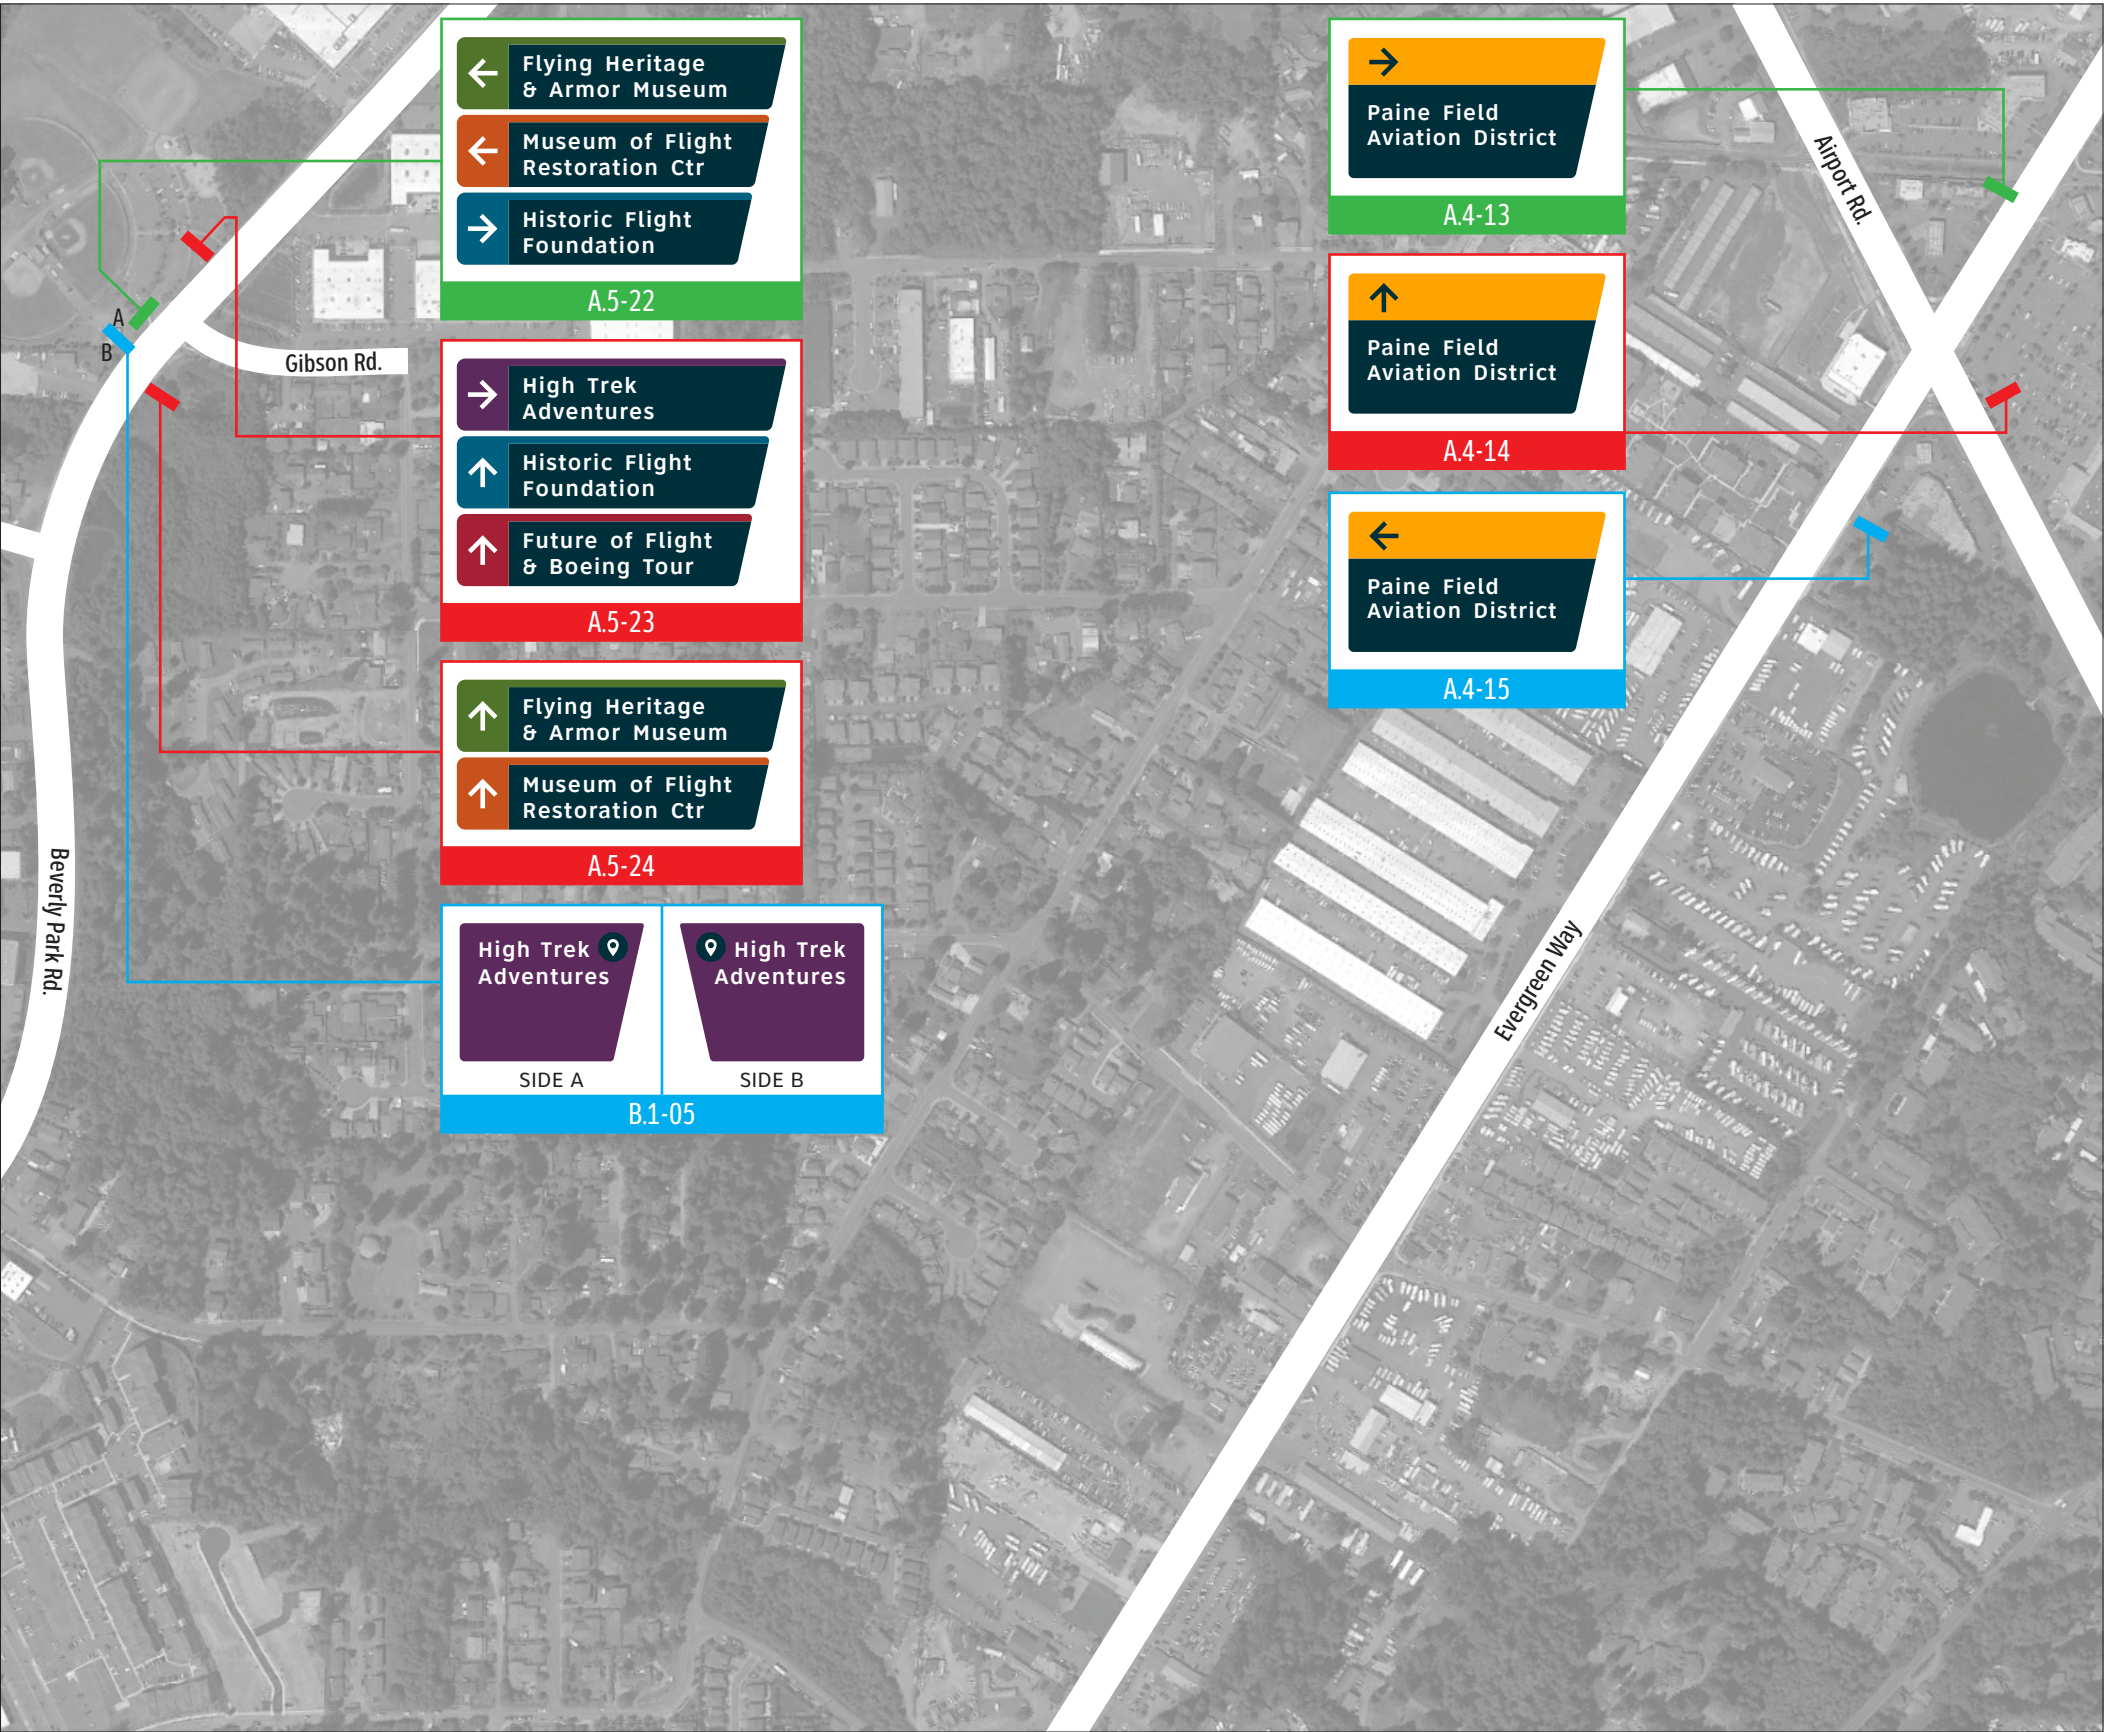 Flying Heritage
& Armor Museum
Museum of Flight
Restoration Ctr
Historic Flight
Foundation
A.5-22
High Trek
Adventures
Historic Flight
Foundation
Future of Flight
& Boeing Tour
A.5-23
Flying Heritage
& Armor Museum
Museum of Flight
Restoration Ctr
A.5-24
High Trek
Adventures
SIDE A
High Trek
Adventures
SIDE B
B.1-05
Paine Field
Aviation District
A.4-13
Paine Field
Aviation District
A.4-14
Paine Field
Aviation District
A.4-15
A
B
Gibson Rd.
Beverly Park Rd.
Airport Rd.
Evergreen Way